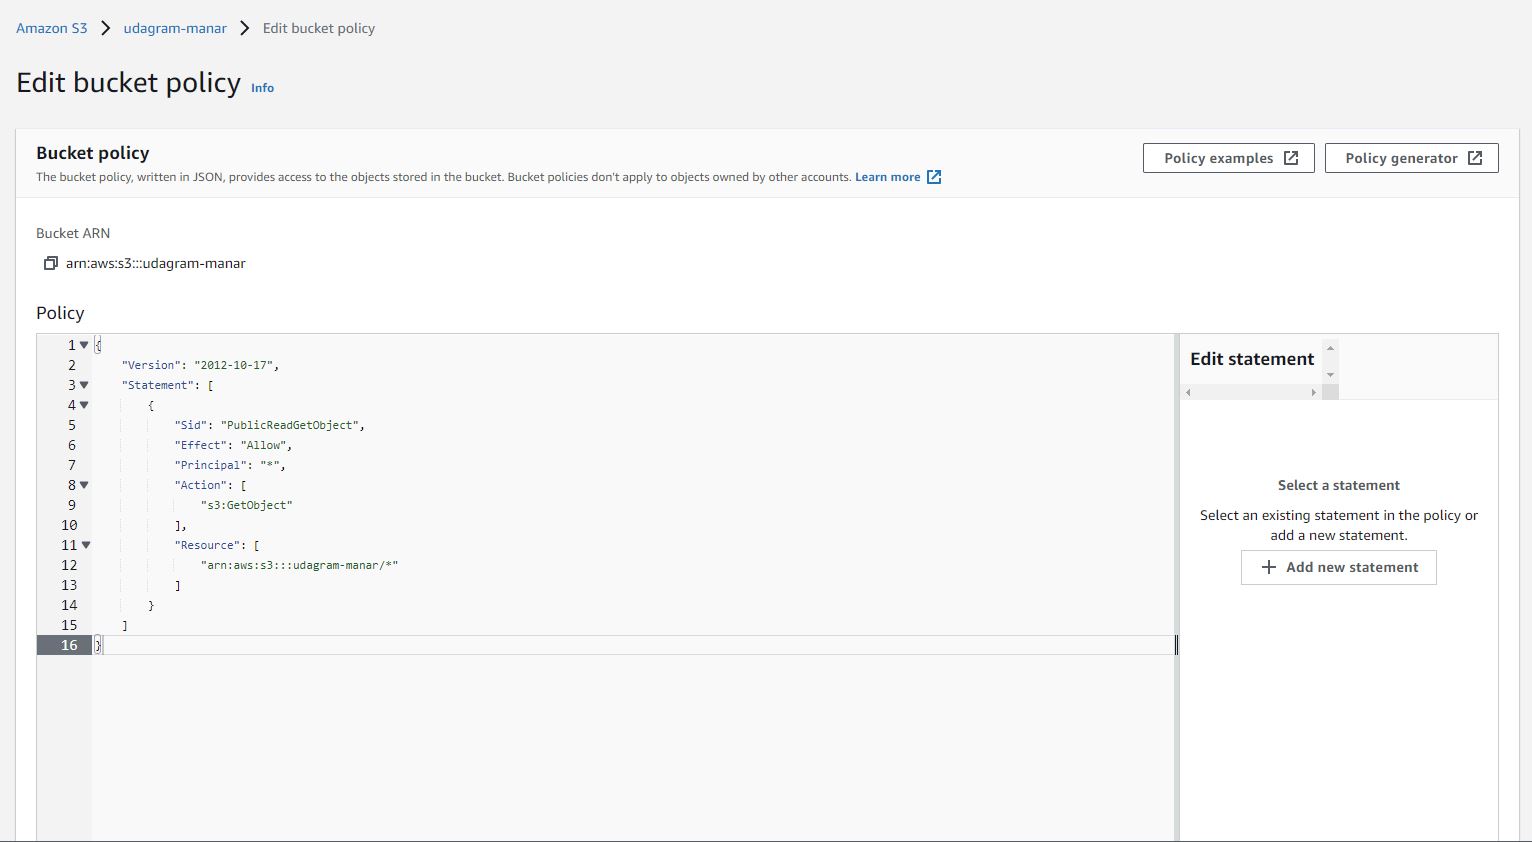 Amazon S3 > udagram-manar > Edit bucket policy
Edit bucket policy Info
Bucket policy
Policy examples
Policy generator
The bucket policy, written in JSON, provides access to the objects stored in the bucket. Bucket policies don't apply to objects owned by other accounts. Learn more
Bucket ARN
arn:aws:s3:::udagram-manar
Policy
1 {
2 "Version": "2012-10-17",
3 "Statement": [
4 {
5 "Sid": "PublicReadGetObject",
6 "Effect": "Allow",
7 "Principal": "*",
8 "Action": [
9 "s3:GetObject"
10 ],
11 "Resource": [
12 "arn:aws:s3:::udagram-manar/*"
13 ]
14 }
15 ]
16 }
Edit statement
Select a statement
Select an existing statement in the policy or
add a new statement.
+ Add new statement